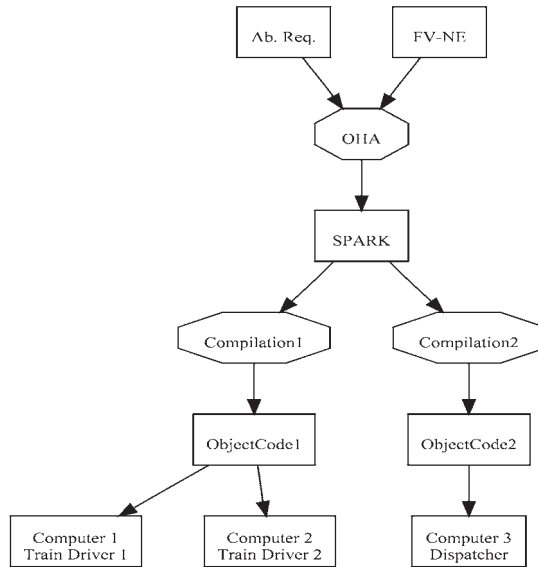 Ab. Req.
FV-NE
OHA
SPARK
Compilation1
Compilation2
ObjectCode1
ObjectCode2
Computer 1
Train Driver 1
Computer 2
Train Driver 2
Computer 3
Dispatcher